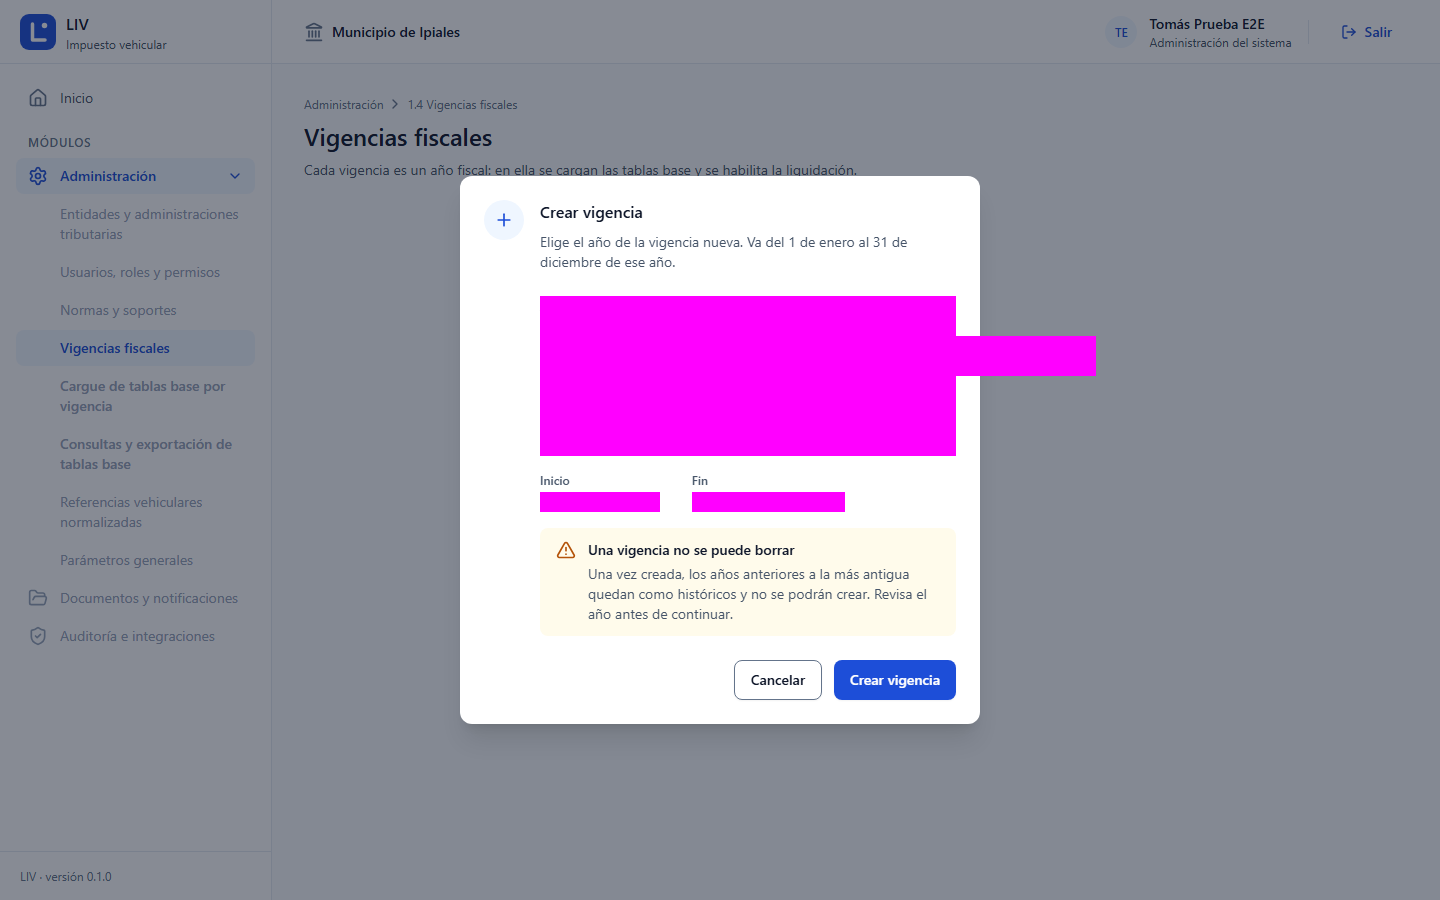 LIV
Impuesto vehicular
Municipio de Ipiales
TE
Tomás Prueba E2E
Administración del sistema
Salir
Inicio
MÓDULOS
Administración
Entidades y administraciones
tributarias
Usuarios, roles y permisos
Normas y soportes
Vigencias fiscales
Cargue de tablas base por
vigencia
Consultas y exportación de
tablas base
Referencias vehiculares
normalizadas
Parámetros generales
Documentos y notificaciones
Auditoría e integraciones
LIV · versión 0.1.0
Administración
1.4 Vigencias fiscales
Vigencias fiscales
Cada vigencia es un año fiscal: en ella se cargan las tablas base y se habilita la liquidación.
Crear vigencia
Elige el año de la vigencia nueva. Va del 1 de enero al 31 de
diciembre de ese año.
Inicio
Fin
Una vigencia no se puede borrar
Una vez creada, los años anteriores a la más antigua
quedan como históricos y no se podrán crear. Revisa el
año antes de continuar.
Cancelar
Crear vigencia